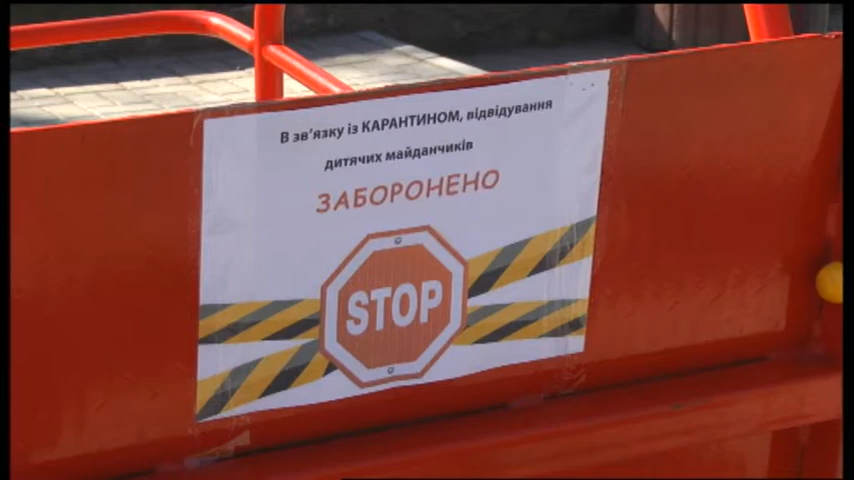 В зв’язку із КАРАНТИНОМ, відвідування
дитячих майданчиків
ЗАБОРОНЕНО
STOP